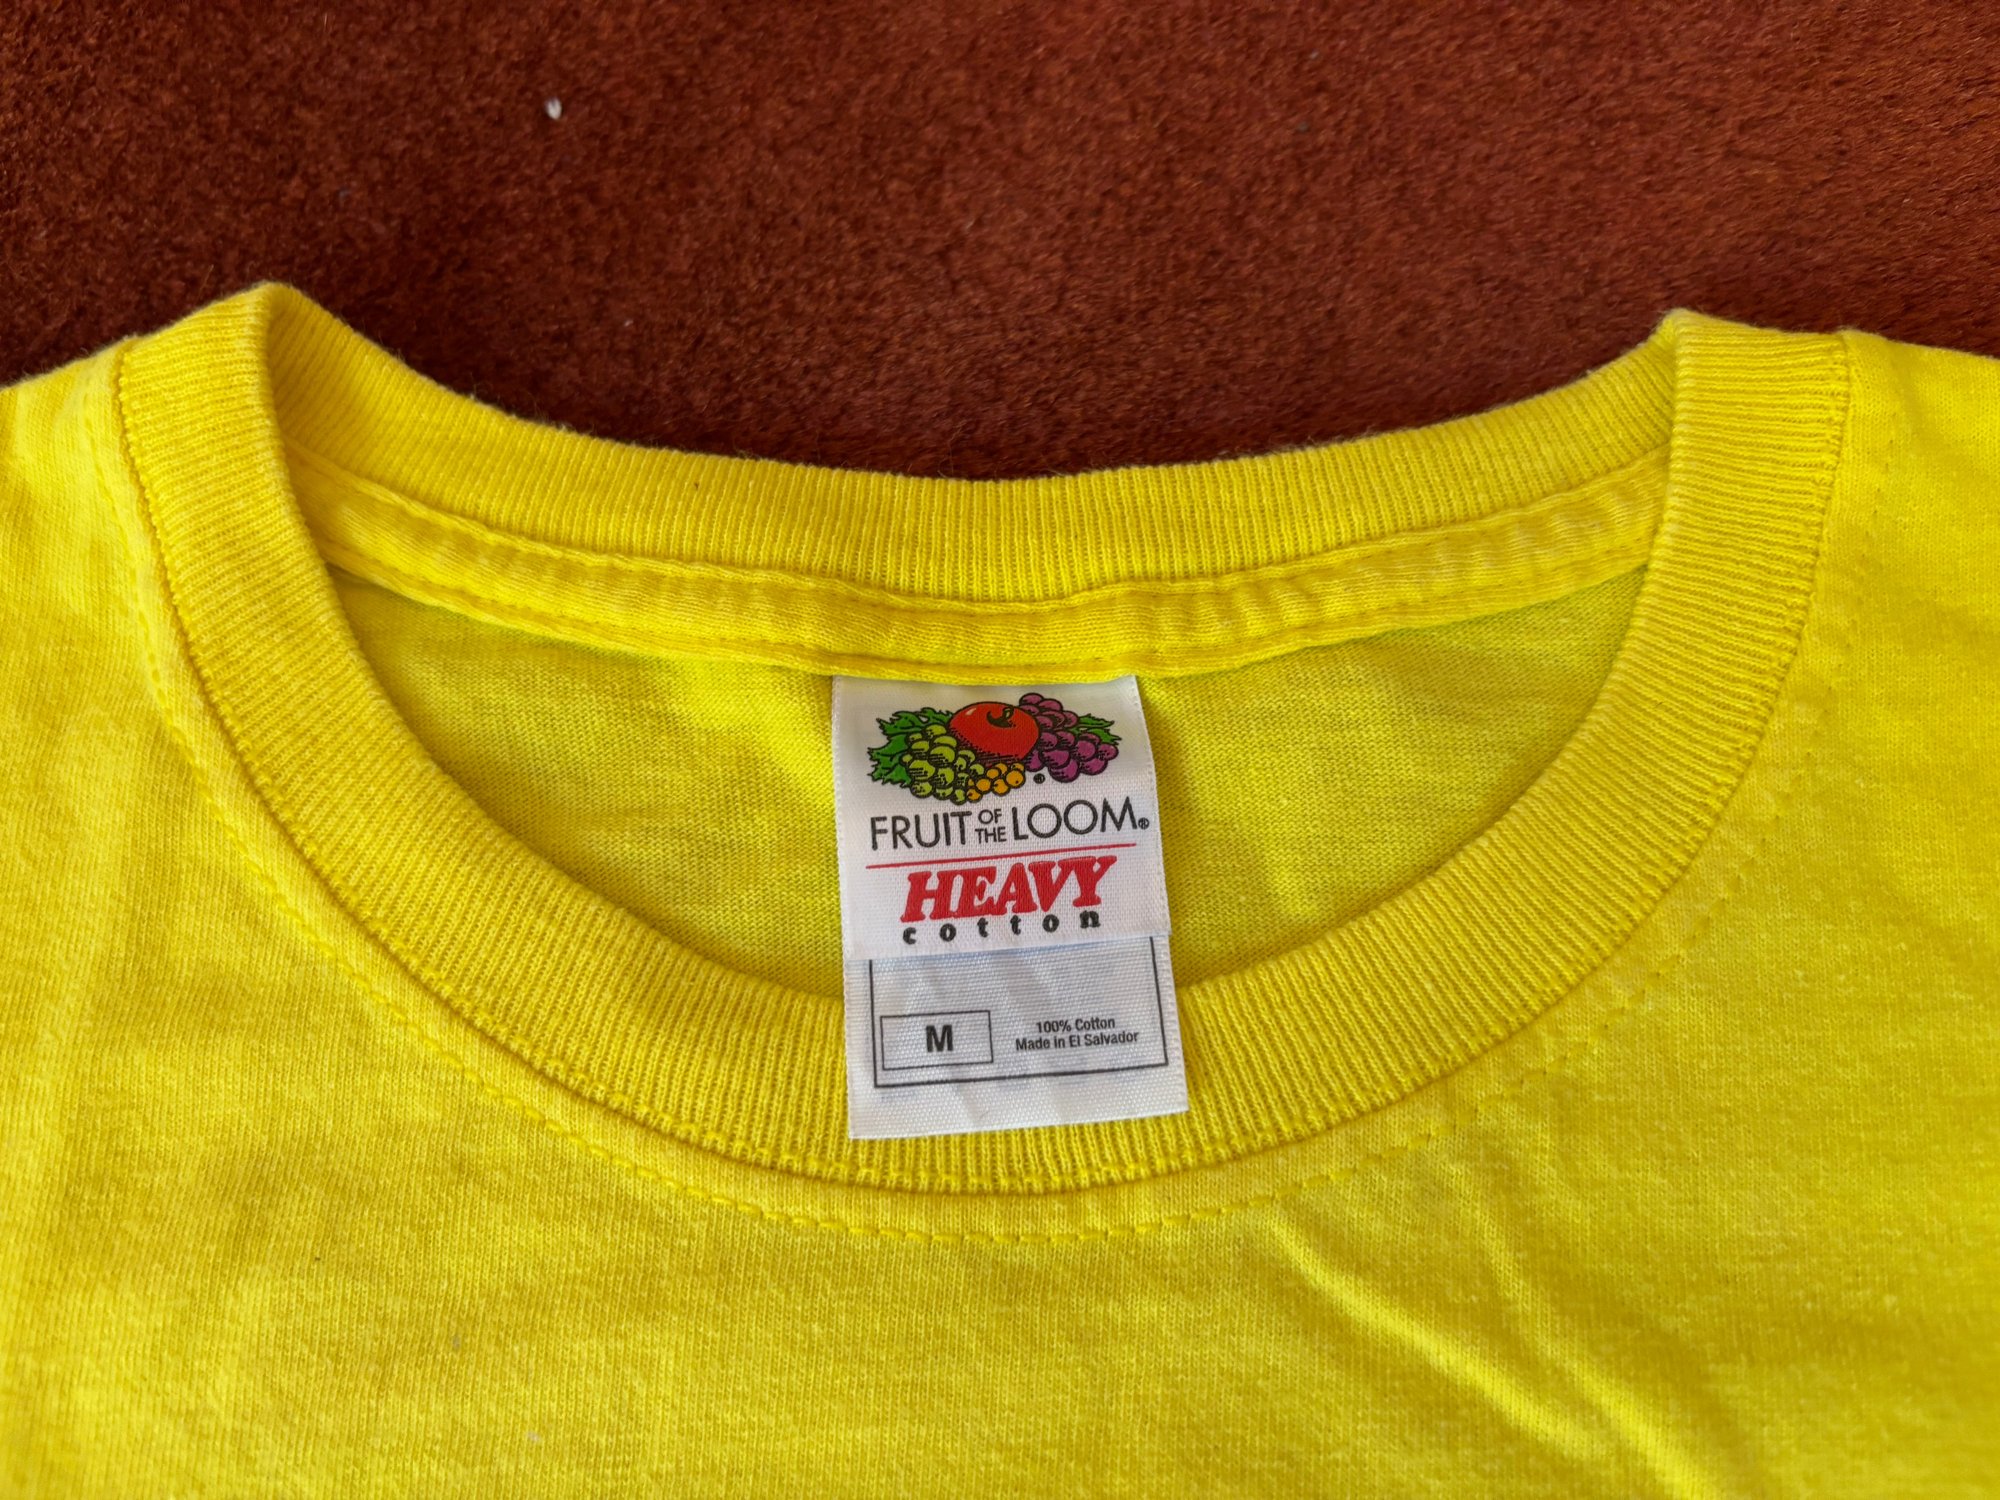 FRUIT OF THE LOOM®
HEAVY
cotton
M
100% Cotton
Made in El Salvador